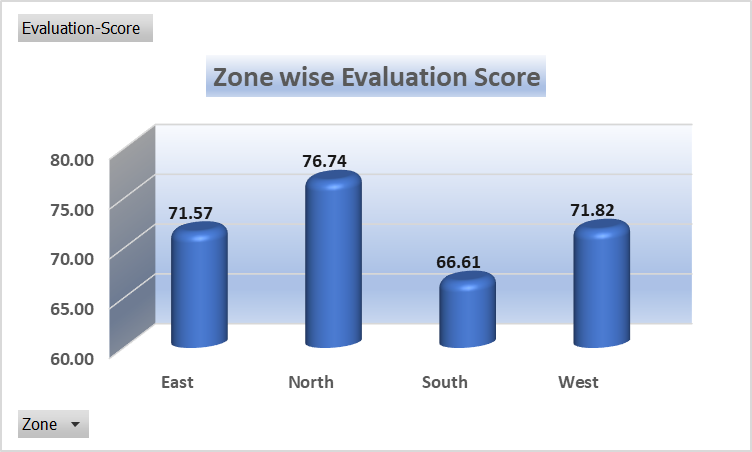 Evaluation-Score
Zone wise Evaluation Score
80.00
75.00
70.00
65.00
60.00
71.57
76.74
66.61
71.82
East
North
South
West
Zone